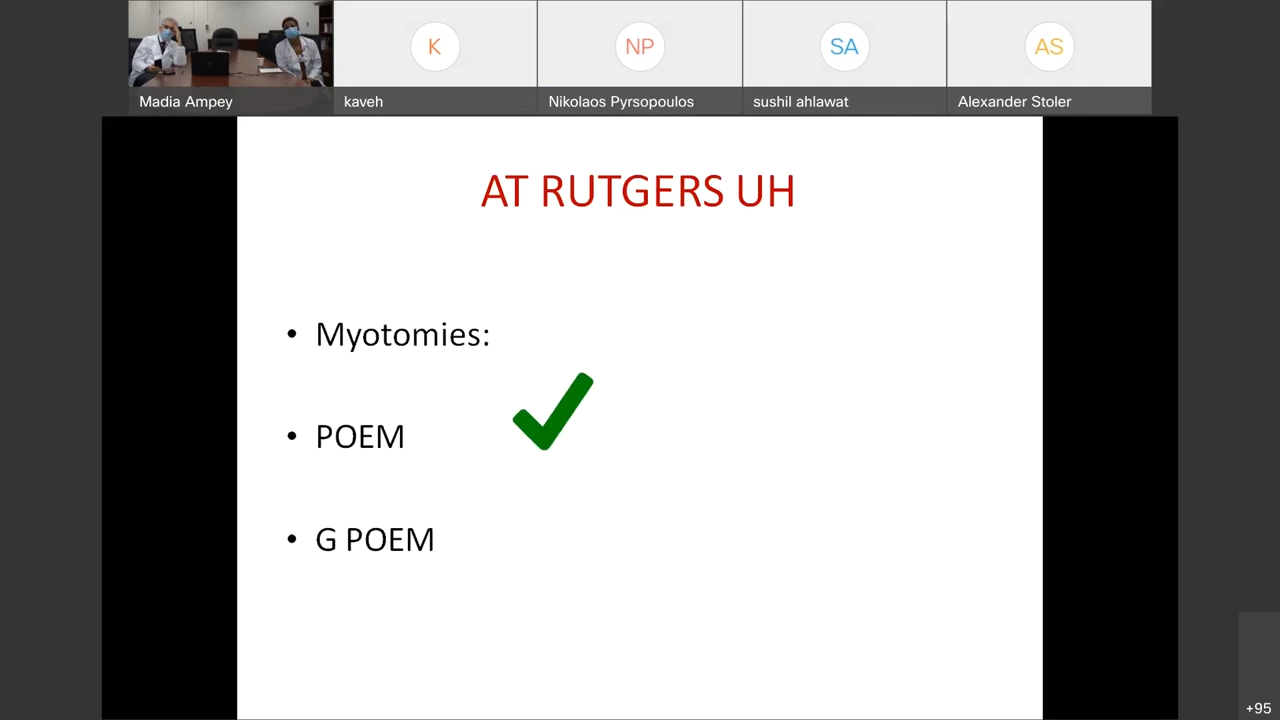 K
NP
SA
AS
Madia Ampey
kaveh
Nikolaos Pyrsopoulos
sushil ahlawat
Alexander Stoler
AT RUTGERS UH
• Myotomies:
• POEM
• G POEM
+95